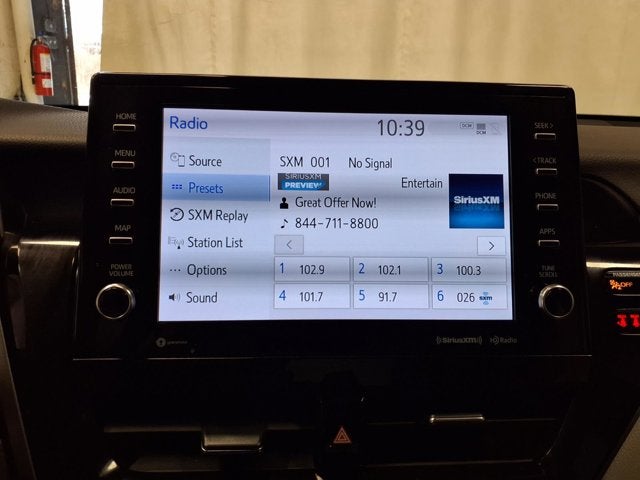 HOME
MENU
AUDIO
MAP
POWER
VOLUME
Radio
10:39
DCM
Source
Presets
SXM Replay
Station List
Options
Sound
SXM 001 No Signal
SIRIUSXM
PREVIEW
Entertain
Great Offer Now!
844-711-8800
SiriusXM
1 102.9
2 102.1
3 100.3
4 101.7
5 91.7
6 026 sxm
SEEK >
< TRACK
PHONE
APPS
TUNE
SCROLL
SiriusXM
HD Radio
PASSENGER
OFF